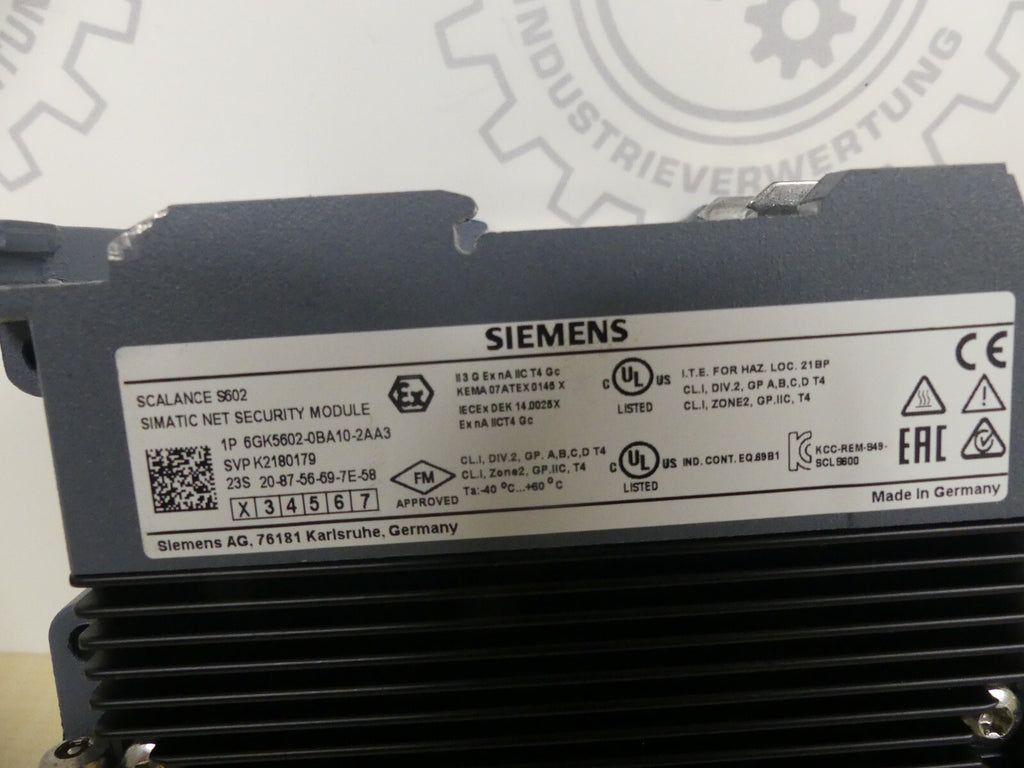 INDUSTRIEVERWERTUNG
SIEMENS
SCALANCE S602
SIMATIC NET SECURITY MODULE
1P 6GK5602-0BA10-2AA3
SVP K2180179
23S 20-87-56-69-7E-58
X 3 4 5 6 7
Ex
II 3 G Ex nA IIC T4 Gc
KEMA 07ATEX0145 X
IECEx DEK 14.0025X
Ex nA IICT4 Gc
FM
APPROVED
CL.I, DIV.2, GP. A,B,C,D T4
CL.I, Zone2, GP.IIC, T4
Ta:-40 °C...+60 °C
C UL US
LISTED
I.T.E. FOR HAZ. LOC. 21BP
CL.I, DIV.2, GP A,B,C,D T4
CL.I, ZONE2, GP.IIC, T4
C UL US
LISTED
IND. CONT. EQ.69B1
KCC-REM-S49-
SCLS600
CE
EAC
Siemens AG, 76181 Karlsruhe, Germany
Made in Germany